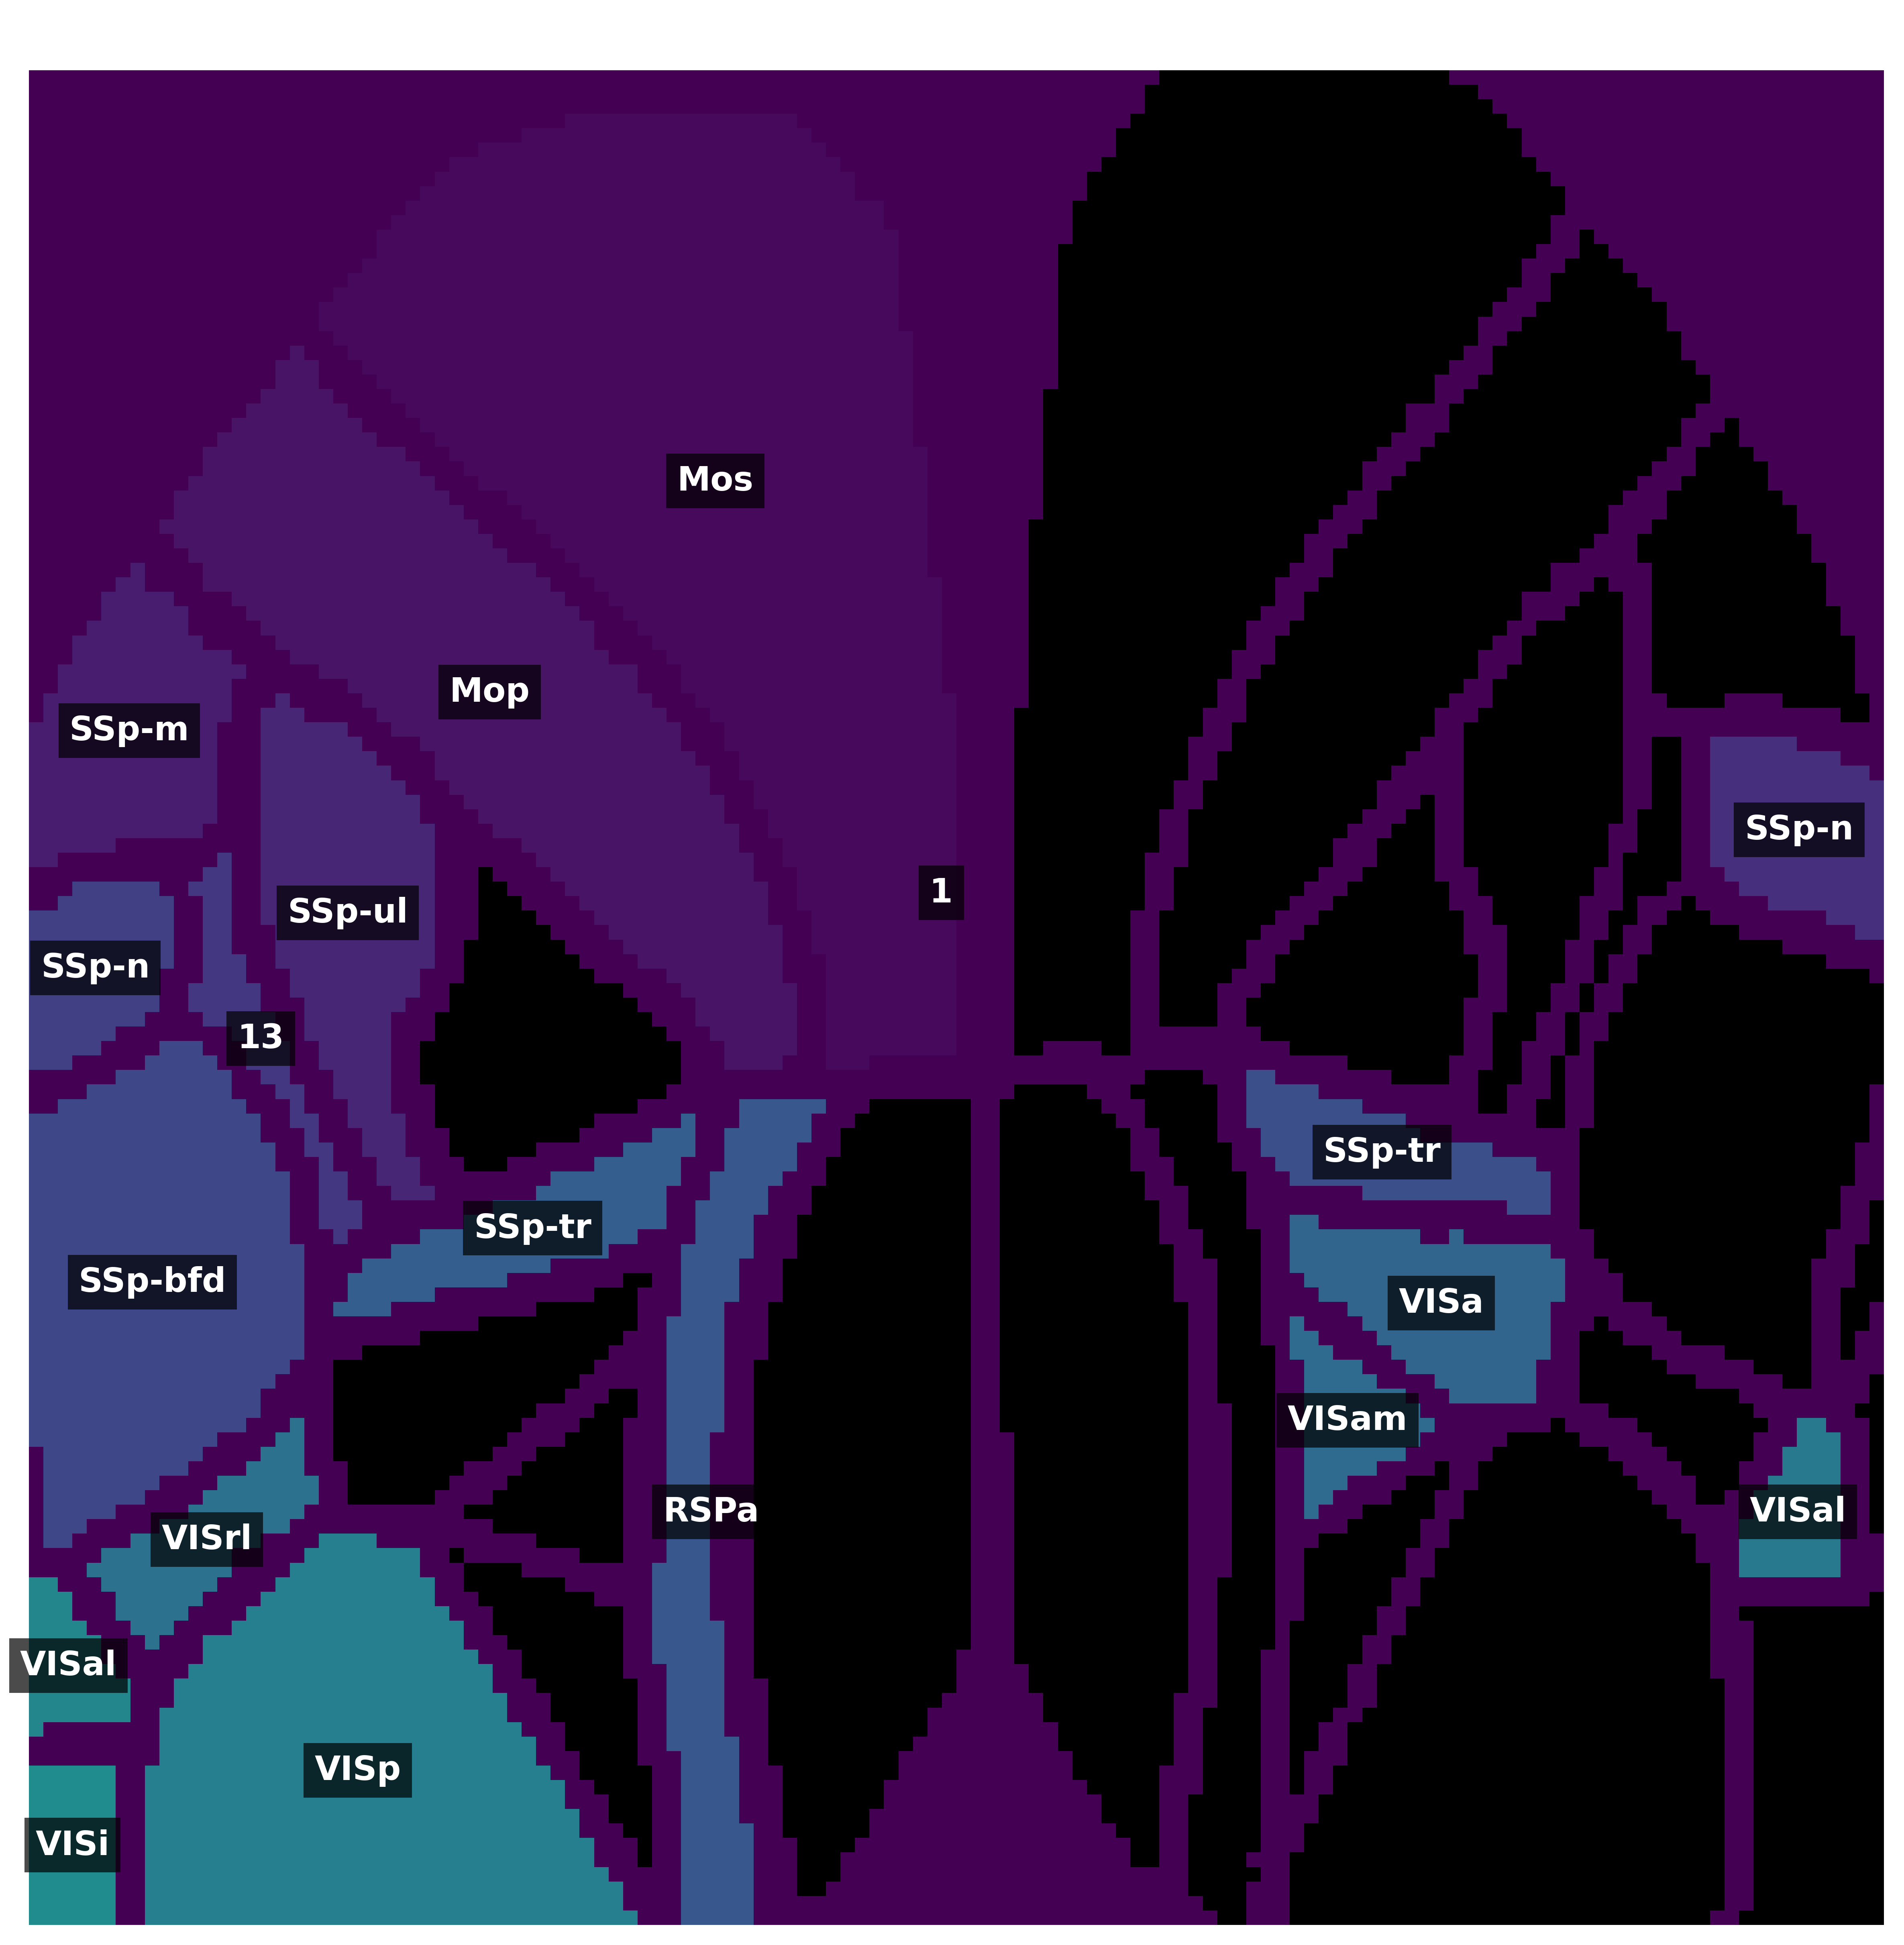 Mos
Mop
SSp-m
SSp-n
1
SSp-ul
SSp-n
13
SSp-tr
SSp-tr
SSp-bfd
VISa
VISam
RSPa
VISal
VISrl
VISal
VISp
VISi